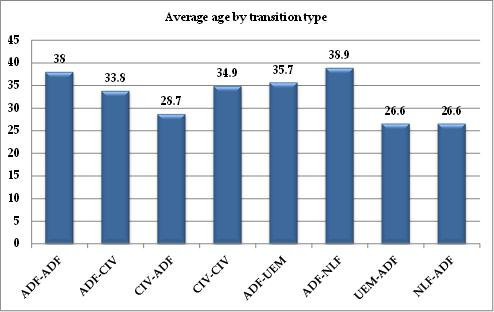 Average age by transition type
45
40
35
30
25
20
15
10
5
0
38
33.8
28.7
34.9
35.7
38.9
26.6
26.6
ADF-ADF
ADF-CIV
CIV-ADF
CIV-CIV
ADF-UEM
ADF-NLF
UEM-ADF
NLF-ADF